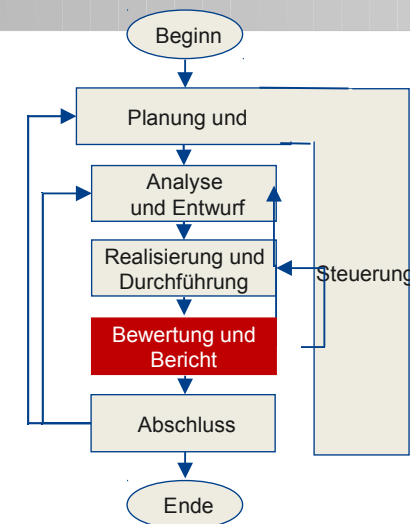 Beginn
Planung und
Analyse
und Entwurf
Realisierung und
Durchführung
Steuerung
Bewertung und
Bericht
Abschluss
Ende